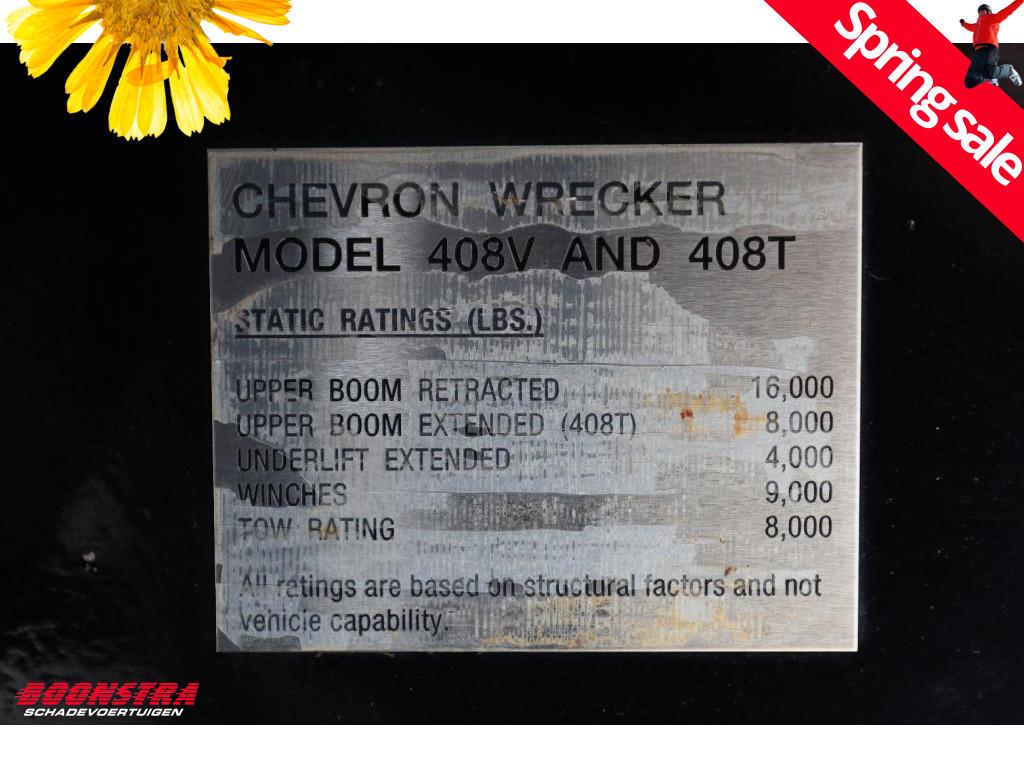 Spring sale
CHEVRON WRECKER
MODEL 408V AND 408T
STATIC RATINGS (LBS.)
UPPER BOOM RETRACTED 16,000
UPPER BOOM EXTENDED (408T) 8,000
UNDERLIFT EXTENDED 4,000
WINCHES 9,000
TOW RATING 8,000
All ratings are based on structural factors and not
vehicle capability.
BOONSTRA
SCHADEVOERTUIGEN